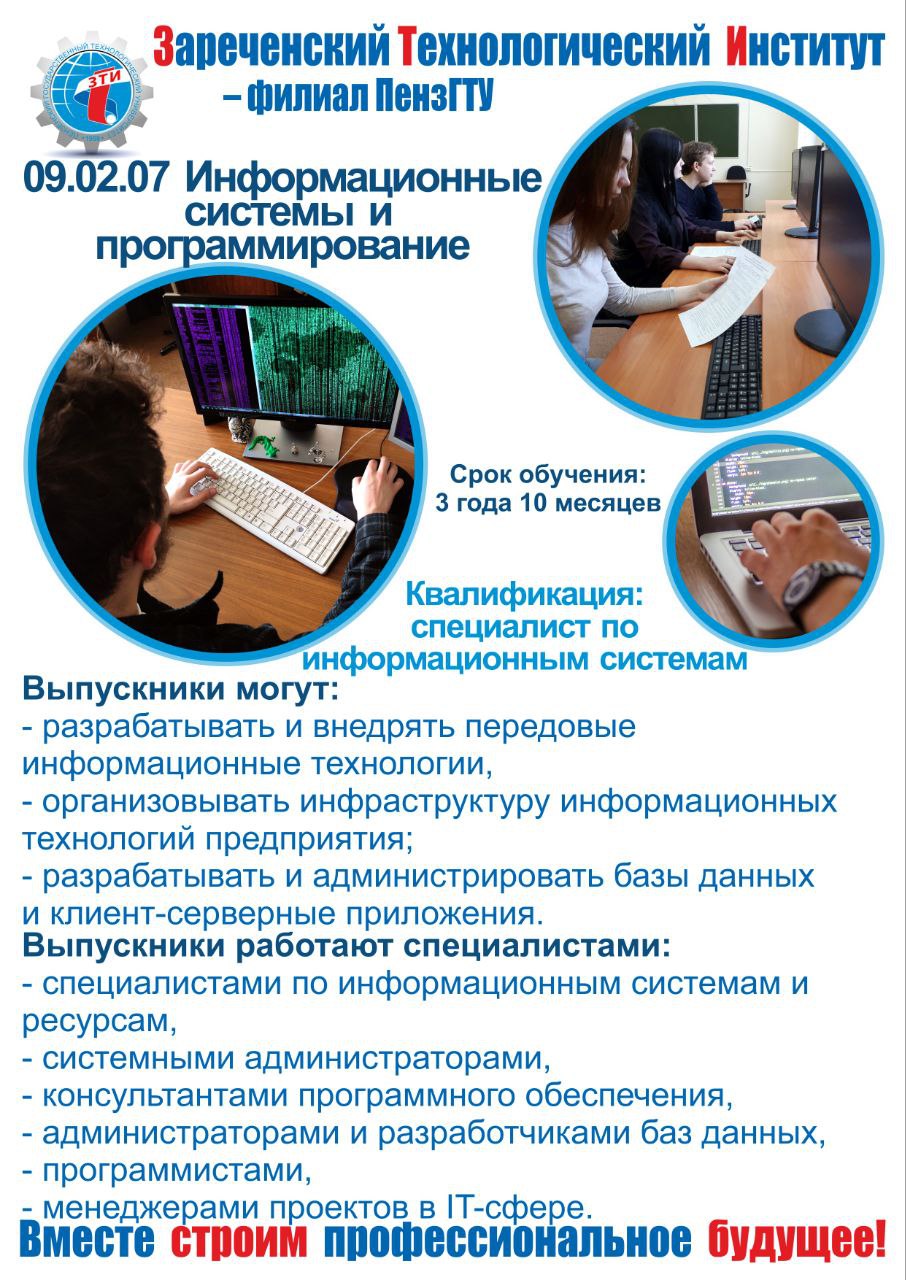 Зареченский Технологический Институт
– филиал ПензГТУ
ЗТИ
09.02.07 Информационные
системы и
программирование
Срок обучения:
3 года 10 месяцев
Квалификация:
специалист по
информационным системам
Выпускники могут:
- разрабатывать и внедрять передовые
информационные технологии,
- организовывать инфраструктуру информационных
технологий предприятия;
- разрабатывать и администрировать базы данных
и клиент-серверные приложения.
Выпускники работают специалистами:
- специалистами по информационным системам и
ресурсам,
- системными администраторами,
- консультантами программного обеспечения,
- администраторами и разработчиками баз данных,
- программистами,
- менеджерами проектов в IT-сфере.
Вместе строим профессиональное будущее!